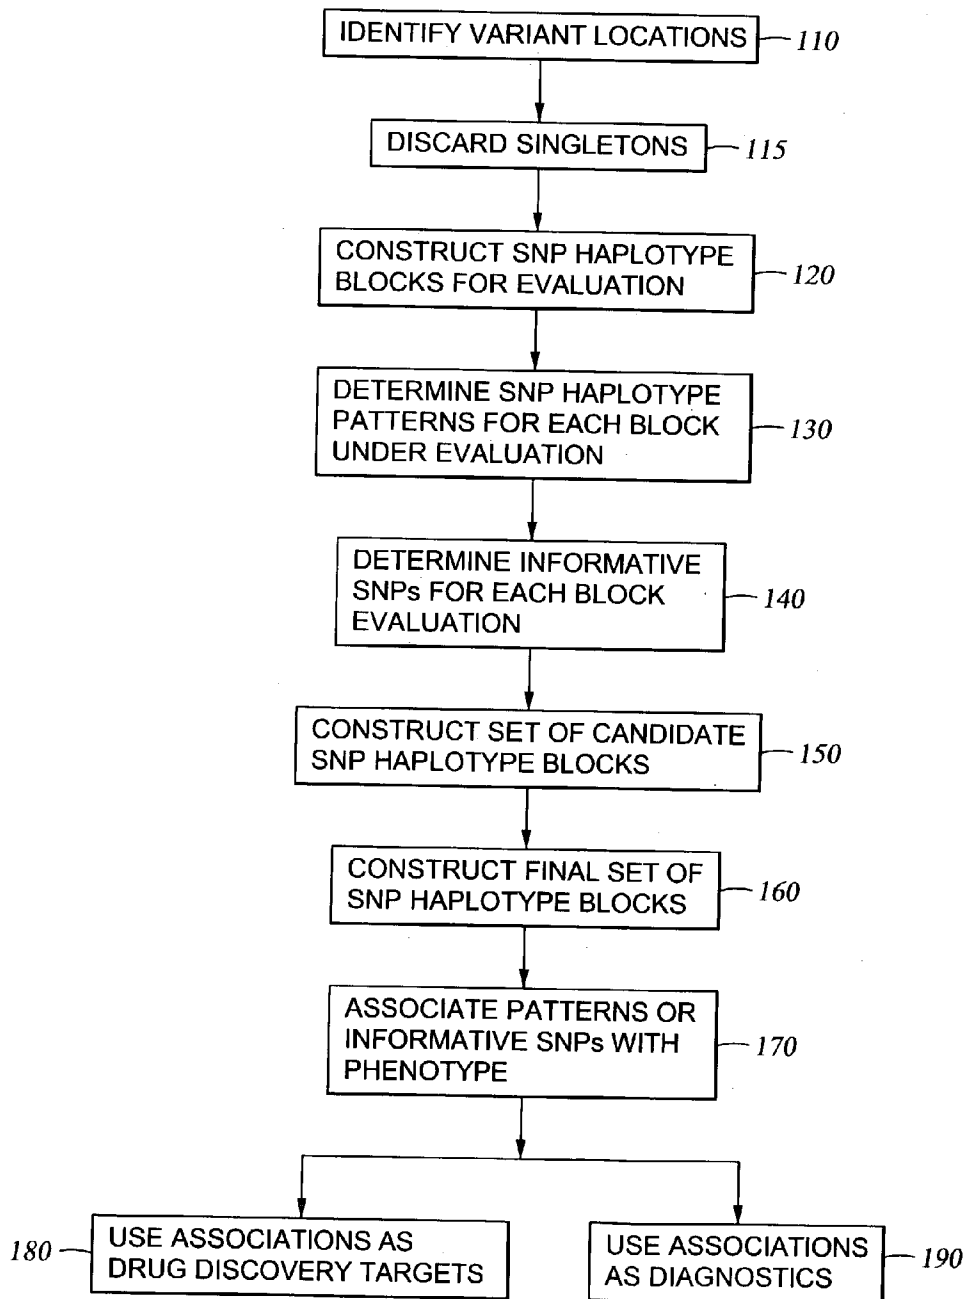 IDENTIFY VARIANT LOCATIONS
110
DISCARD SINGLETONS
115
CONSTRUCT SNP HAPLOTYPE
BLOCKS FOR EVALUATION
120
DETERMINE SNP HAPLOTYPE
PATTERNS FOR EACH BLOCK
UNDER EVALUATION
130
DETERMINE INFORMATIVE
SNPs FOR EACH BLOCK
EVALUATION
140
CONSTRUCT SET OF CANDIDATE
SNP HAPLOTYPE BLOCKS
150
CONSTRUCT FINAL SET OF
SNP HAPLOTYPE BLOCKS
160
ASSOCIATE PATTERNS OR
INFORMATIVE SNPs WITH
PHENOTYPE
170
180
USE ASSOCIATIONS AS
DRUG DISCOVERY TARGETS
USE ASSOCIATIONS
AS DIAGNOSTICS
190